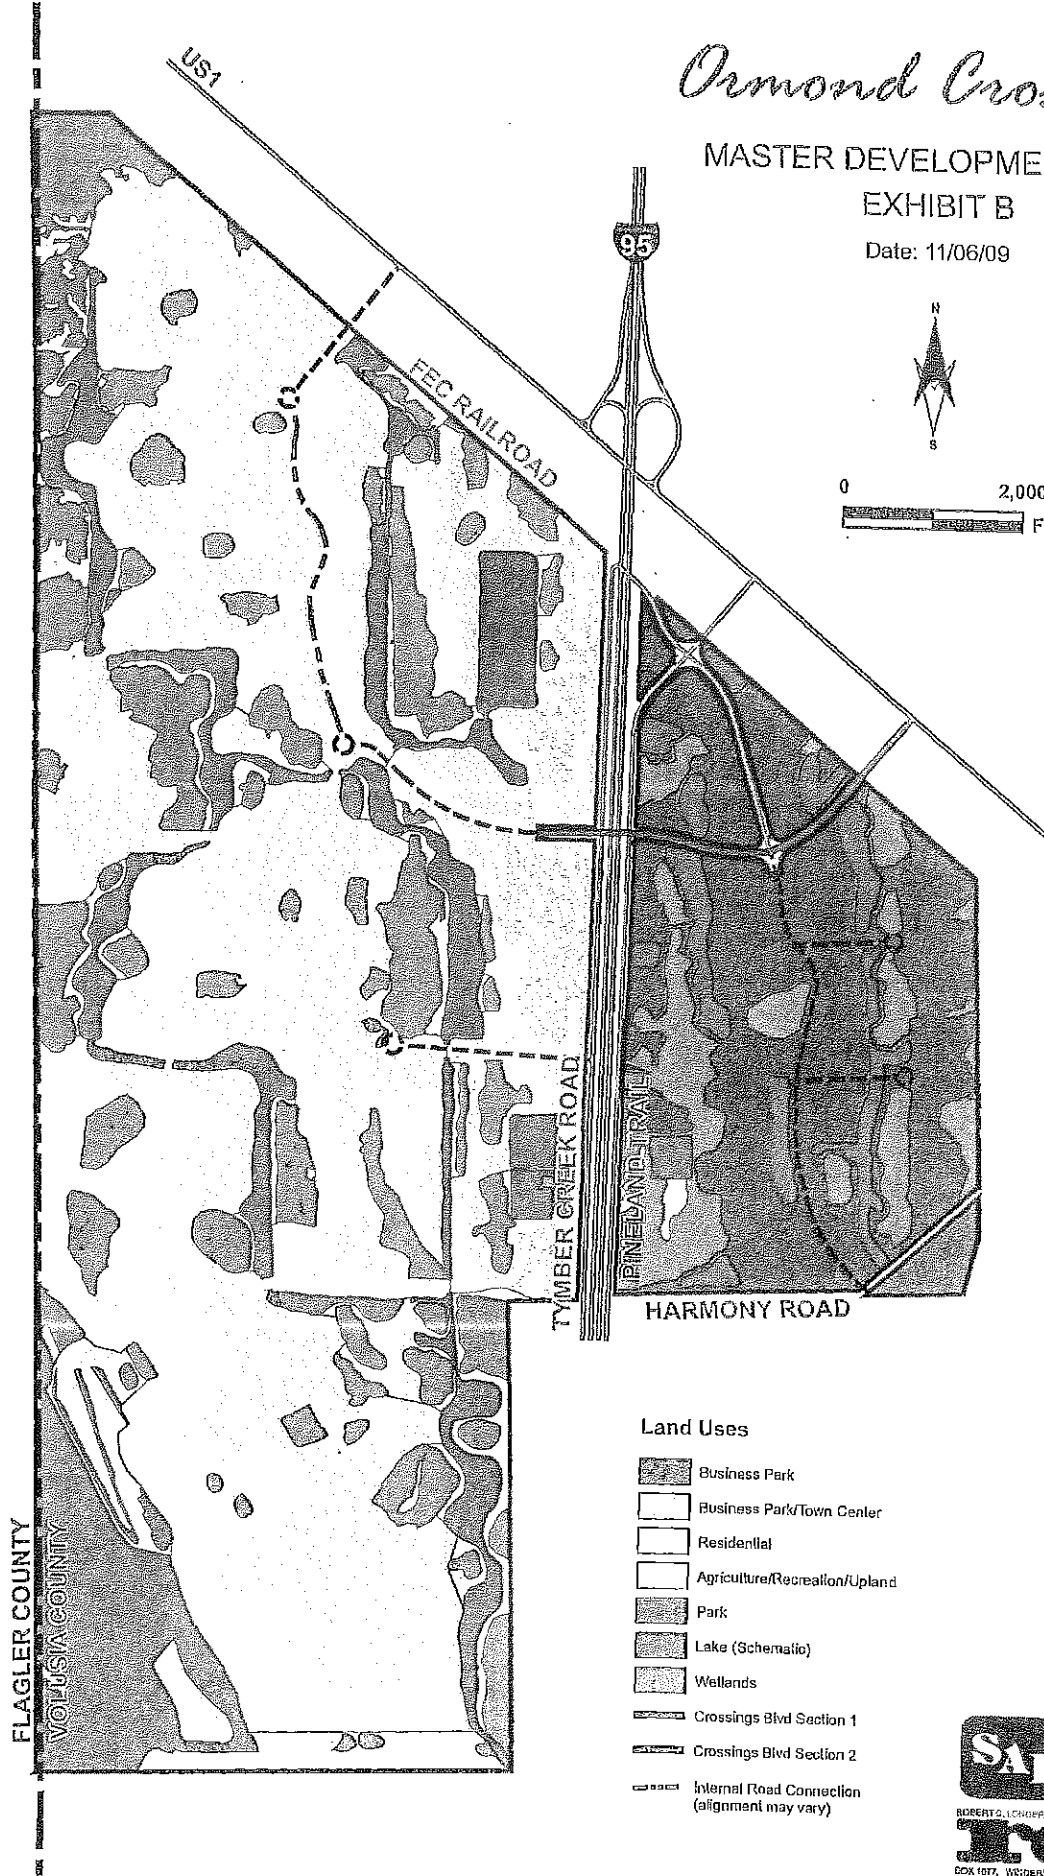 Ormond Cros
MASTER DEVELOPME
EXHIBIT B
Date: 11/06/09
US1
95
N
S
FEC RAILROAD
0 2,000
F
TYMBER CREEK ROAD
PINELAND TRAIL
HARMONY ROAD
FLAGLER COUNTY
VOLUSIA COUNTY
Land Uses
Business Park
Business Park/Town Center
Residential
Agriculture/Recreation/Upland
Park
Lake (Schematic)
Wetlands
Crossings Blvd Section 1
Crossings Blvd Section 2
Internal Road Connection
(alignment may vary)
SA